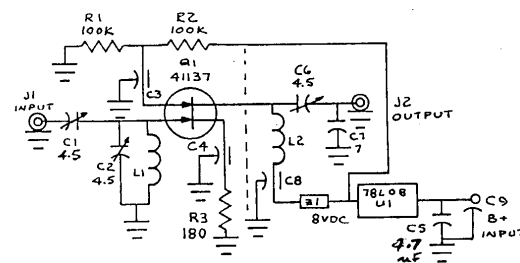 R1
100K
R2
100K
Q1
41137
C3
C6
4.5
J1
INPUT
J2
OUTPUT
C1
4.5
C2
4.5
L1
C4
L2
C7
7
C8
R3
180
Z1
8VDC
78L08
U1
C5
4.7
uF
C9
B+
INPUT